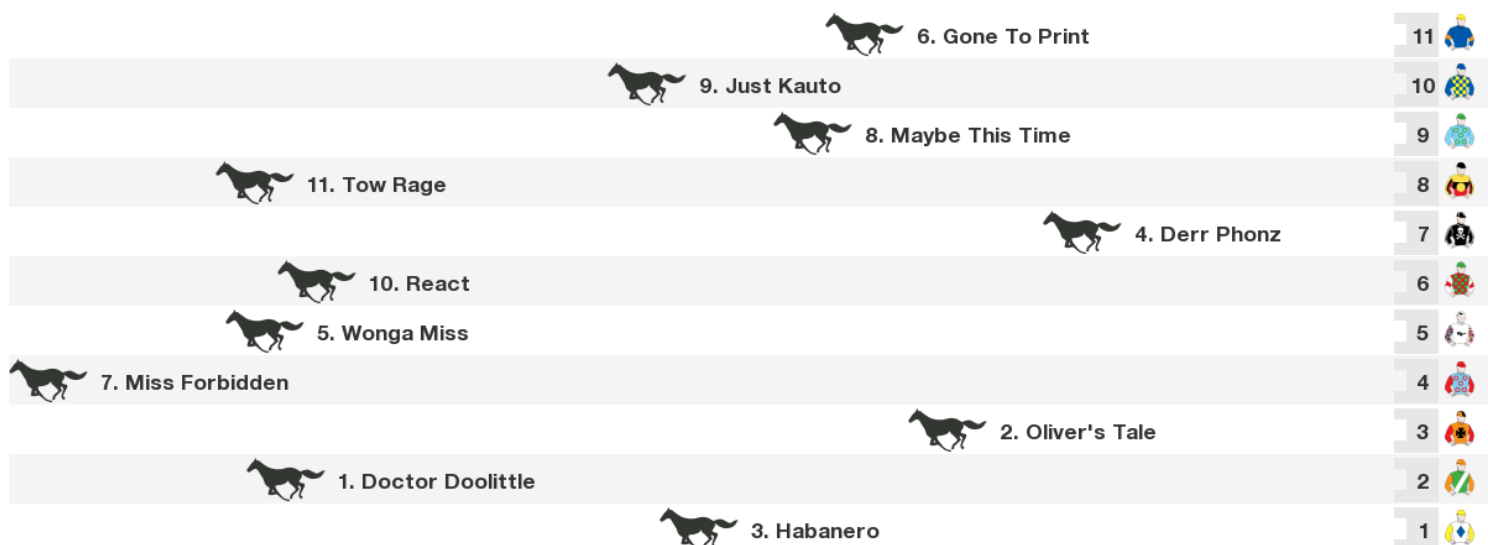 6. Gone To Print 11
9. Just Kauto 10
8. Maybe This Time 9
11. Tow Rage 8
4. Derr Phonz 7
10. React 6
5. Wonga Miss 5
7. Miss Forbidden 4
2. Oliver's Tale 3
1. Doctor Doolittle 2
3. Habanero 1